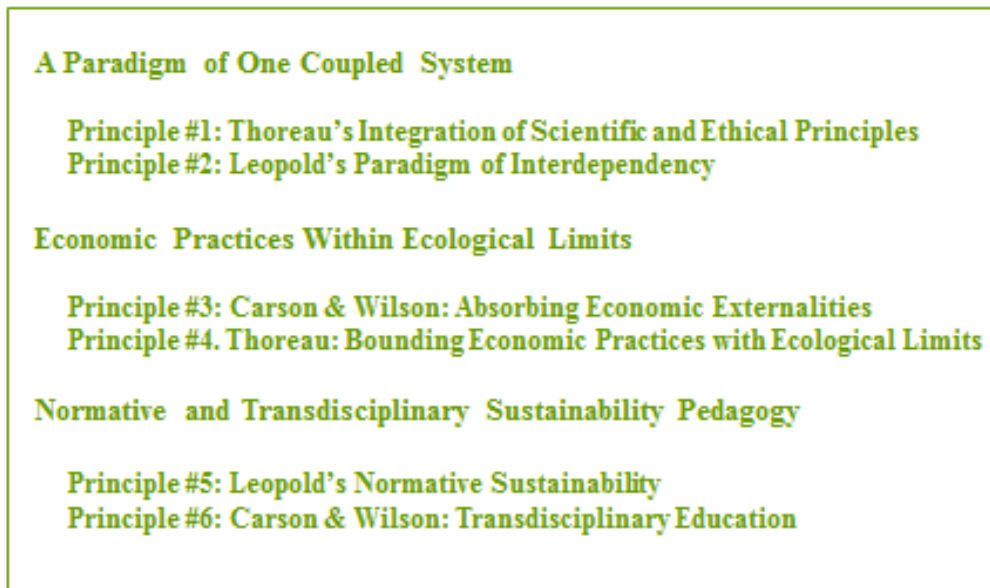 A Paradigm of One Coupled System
Principle #1: Thoreau’s Integration of Scientific and Ethical Principles
Principle #2: Leopold’s Paradigm of Interdependency
Economic Practices Within Ecological Limits
Principle #3: Carson & Wilson: Absorbing Economic Externalities
Principle #4. Thoreau: Bounding Economic Practices with Ecological Limits
Normative and Transdisciplinary Sustainability Pedagogy
Principle #5: Leopold’s Normative Sustainability
Principle #6: Carson & Wilson: Transdisciplinary Education